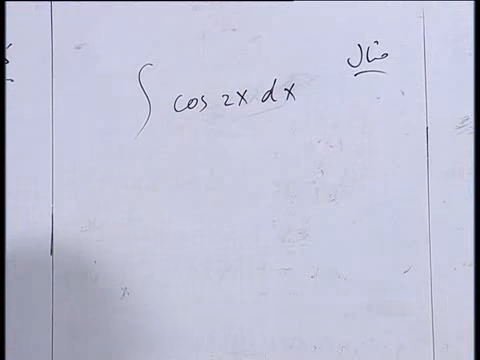 مثال
∫ cos 2x dx